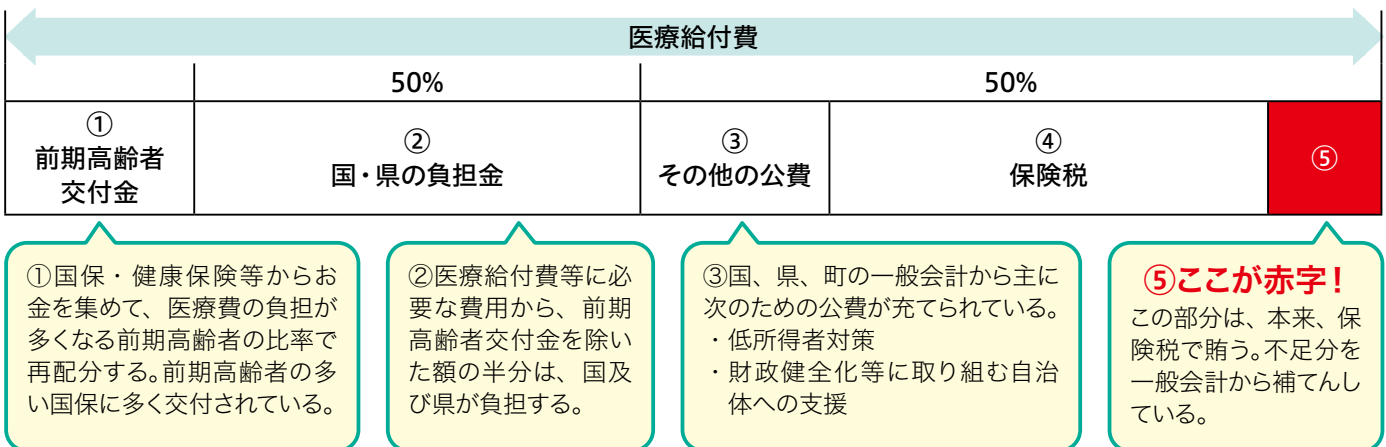 医療給付費
50%
50%
①
前期高齢者
交付金
②
国・県の負担金
③
その他の公費
④
保険税
⑤
①国保・健康保険等からお
金を集めて、医療費の負担が
多くなる前期高齢者の比率で
再配分する。前期高齢者の多
い国保に多く交付されている。
②医療給付費等に必
要な費用から、前期
高齢者交付金を除い
た額の半分は、国及
び県が負担する。
③国、県、町の一般会計から主に
次のための公費が充てられている。
・低所得者対策
・財政健全化等に取り組む自治
体への支援
⑤ここが赤字！
この部分は、本来、保
険税で賄う。不足分を
一般会計から補てんし
ている。